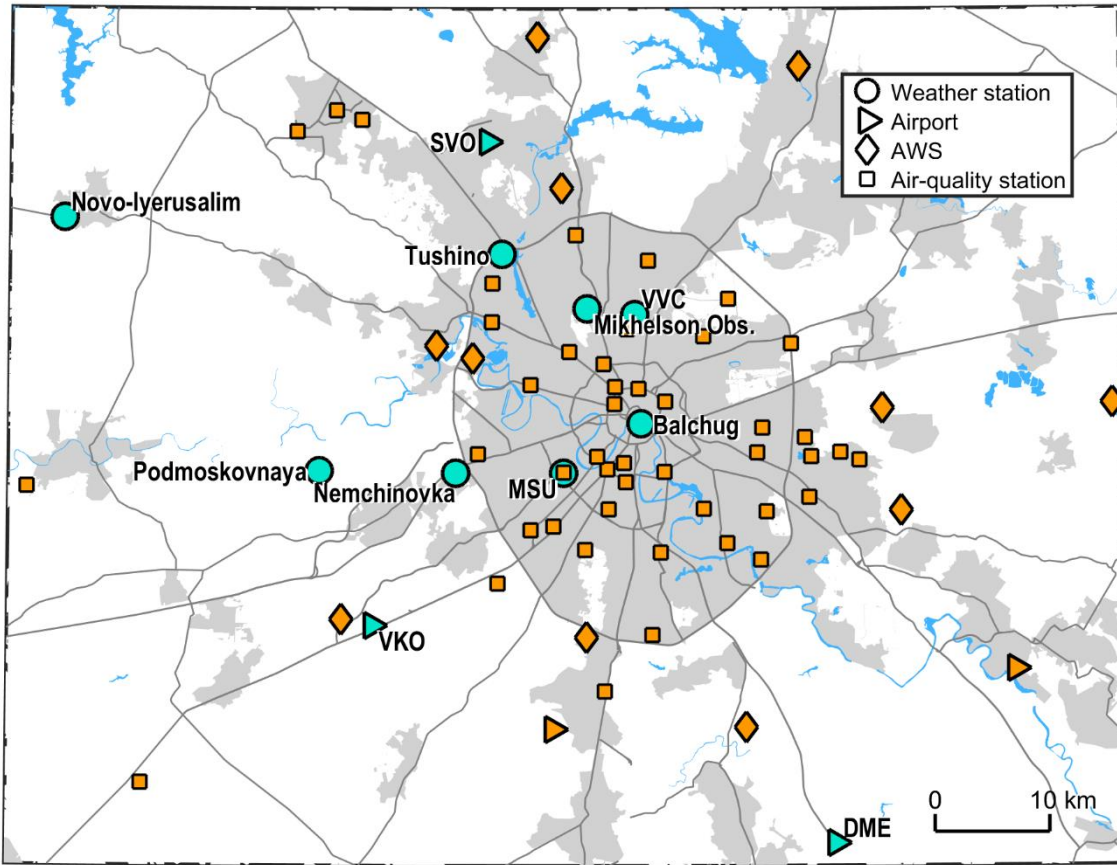 Weather station
Airport
AWS
Air-quality station
SVO
Novo-Iyerusalim
Tushino
VVC
Mikhelson-Obs.
Balchug
Podmoskovnaya
Nemchinovka
MSU
VKO
0 10 km
DME